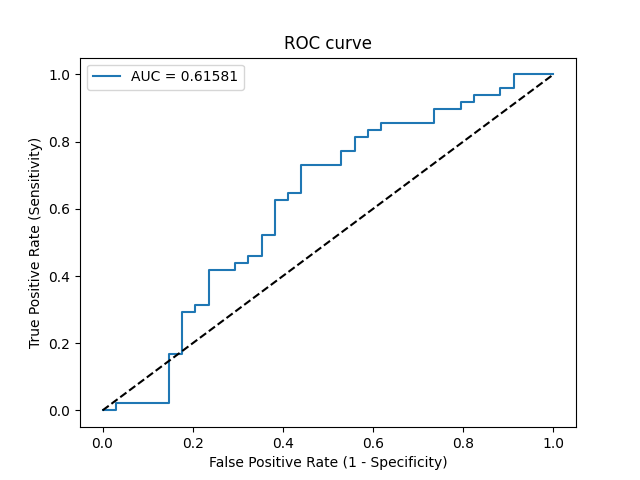 ROC curve
AUC = 0.61581
True Positive Rate (Sensitivity)
1.0
0.8
0.6
0.4
0.2
0.0
0.0 0.2 0.4 0.6 0.8 1.0
False Positive Rate (1 - Specificity)